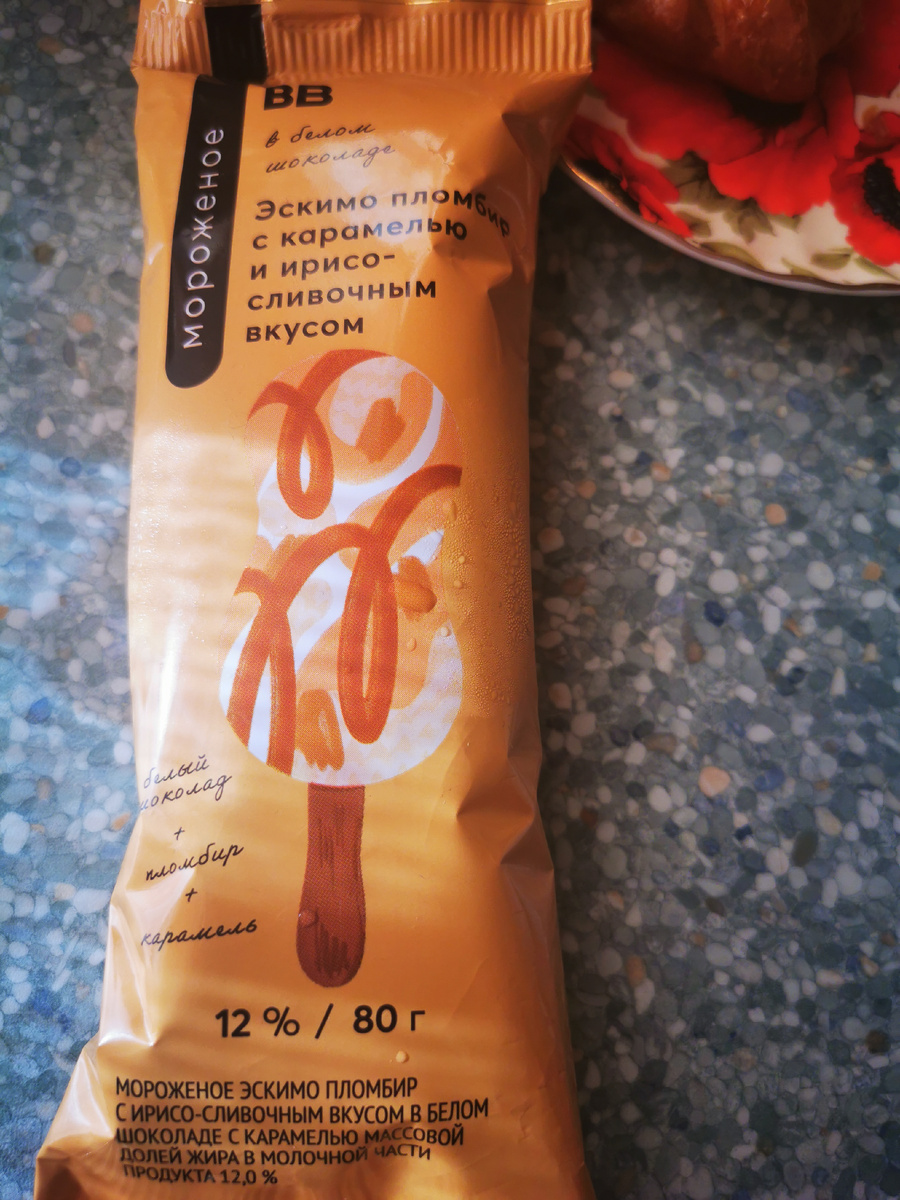 ВВ
мороженое
в белом
шоколаде
Эскимо пломбир
с карамелью
и ирисо-
сливочным
вкусом
белый
шоколад
+
пломбир
+
карамель
12 % / 80 г
МОРОЖЕНОЕ ЭСКИМО ПЛОМБИР
С ИРИСО-СЛИВОЧНЫМ ВКУСОМ В БЕЛОМ
ШОКОЛАДЕ С КАРАМЕЛЬЮ МАССОВОЙ
ДОЛЕЙ ЖИРА В МОЛОЧНОЙ ЧАСТИ
ПРОДУКТА 12,0 %